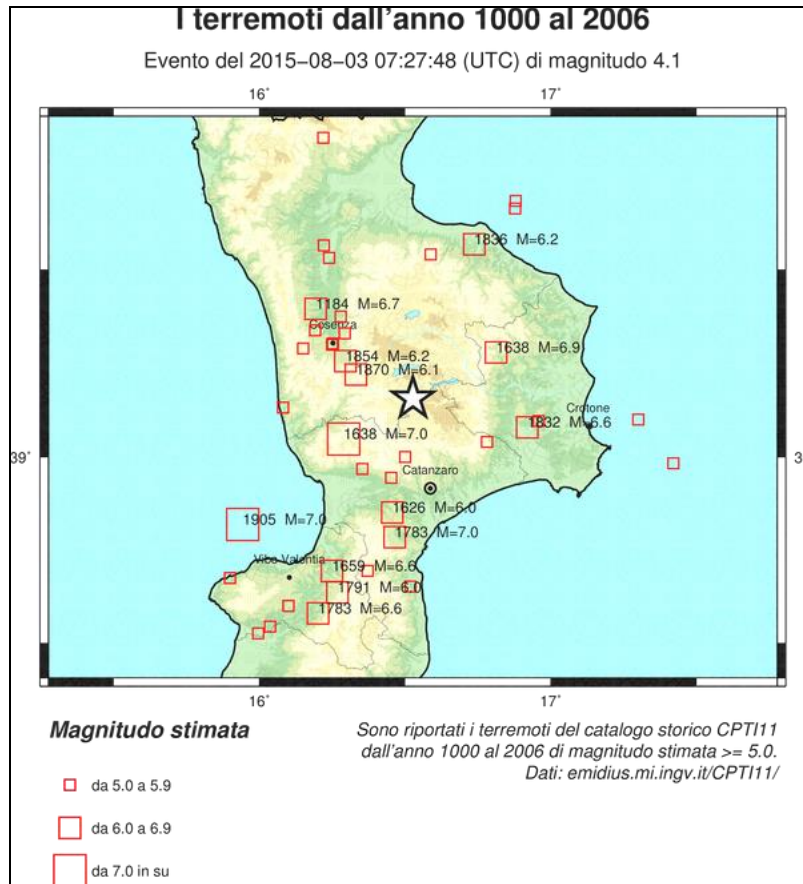 I terremoti dall'anno 1000 al 2006
Evento del 2015−08−03 07:27:48 (UTC) di magnitudo 4.1
16° 17°
1836 M=6.2
1184 M=6.7
Cosenza
1638 M=6.9
1854 M=6.2
1870 M=6.1
Crotone
1832 M=6.6
1638 M=7.0
39°
Catanzaro
1626 M=6.0
1905 M=7.0
1783 M=7.0
Vibo Valentia
1659 M=6.6
1791 M=6.0
1783 M=6.6
16° 17°
Magnitudo stimata
da 5.0 a 5.9
da 6.0 a 6.9
da 7.0 in su
Sono riportati i terremoti del catalogo storico CPTI11
dall'anno 1000 al 2006 di magnitudo stimata >= 5.0.
Dati: emidius.mi.ingv.it/CPTI11/